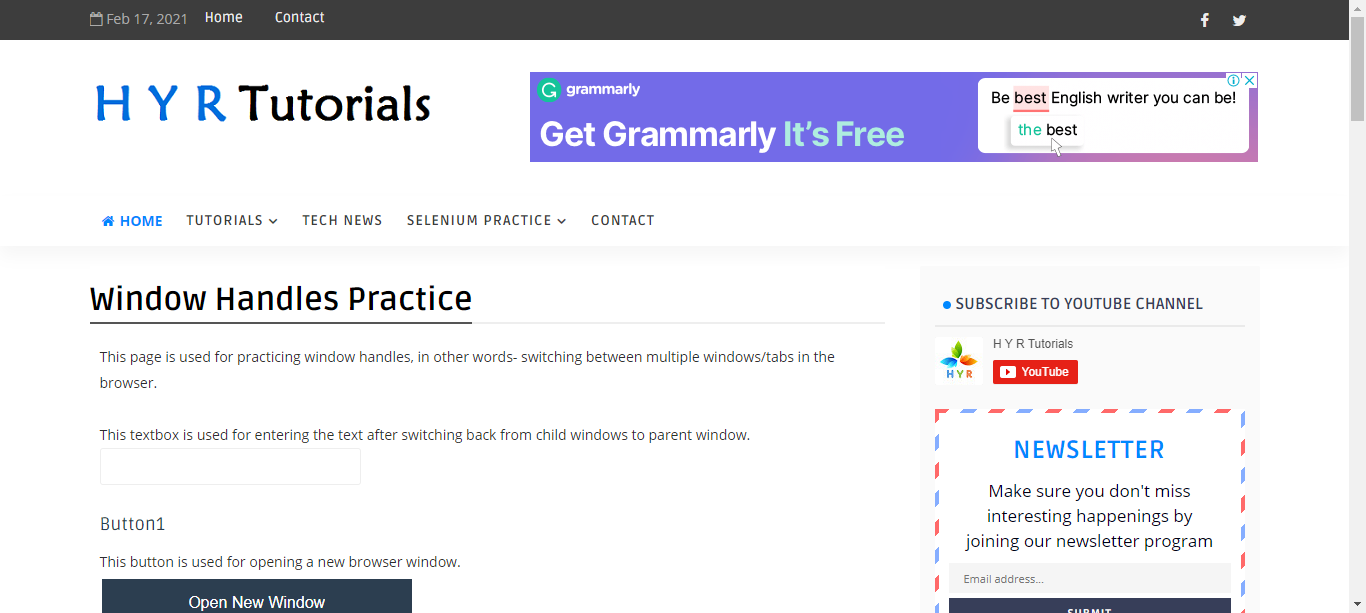 Feb 17, 2021 Home Contact
H Y R Tutorials
grammarly
Get Grammarly It's Free
Be best English writer you can be!
the best
HOME TUTORIALS TECH NEWS SELENIUM PRACTICE CONTACT
Window Handles Practice
This page is used for practicing window handles, in other words- switching between multiple windows/tabs in the
browser.
This textbox is used for entering the text after switching back from child windows to parent window.
Button1
This button is used for opening a new browser window.
Open New Window
SUBSCRIBE TO YOUTUBE CHANNEL
HYR
H Y R Tutorials
YouTube
NEWSLETTER
Make sure you don't miss
interesting happenings by
joining our newsletter program
Email address...
SUBMIT